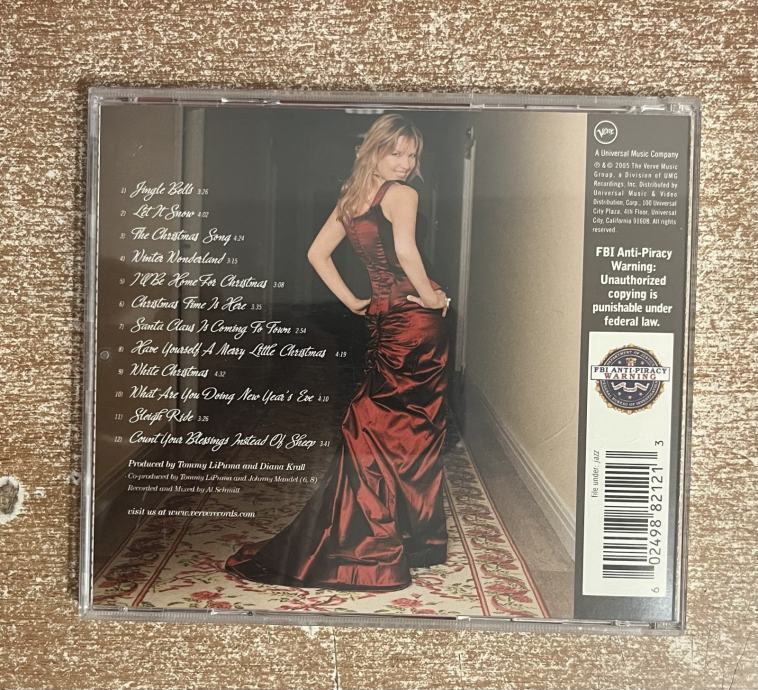 1) Jingle Bells 3:26
2) Let It Snow 4:02
3) The Christmas Song 4:24
4) Winter Wonderland 3:15
5) I'll Be Home For Christmas 3:08
6) Christmas Time Is Here 3:35
7) Santa Claus Is Coming To Town 2:54
8) Have Yourself A Merry Little Christmas 4:19
9) White Christmas 4:32
10) What Are You Doing New Year's Eve 4:10
11) Sleigh Ride 3:26
12) Count Your Blessings Instead Of Sheep 3:41
Produced by Tommy LiPuma and Diana Krall
Co-produced by Tommy LiPuma and Johnny Mandel (6, 8)
Recorded and Mixed by Al Schmitt
visit us at www.ververecords.com
Verve
A Universal Music Company
℗ & © 2005 The Verve Music
Group, a Division of UMG
Recordings, Inc. Distributed by
Universal Music & Video
Distribution, Corp., 100 Universal
City Plaza, 4th Floor, Universal
City, California 91608. All rights
reserved.
FBI Anti-Piracy
Warning:
Unauthorized
copying is
punishable under
federal law.
FBI ANTI-PIRACY
WARNING
file under: jazz
6 02498 82121 3